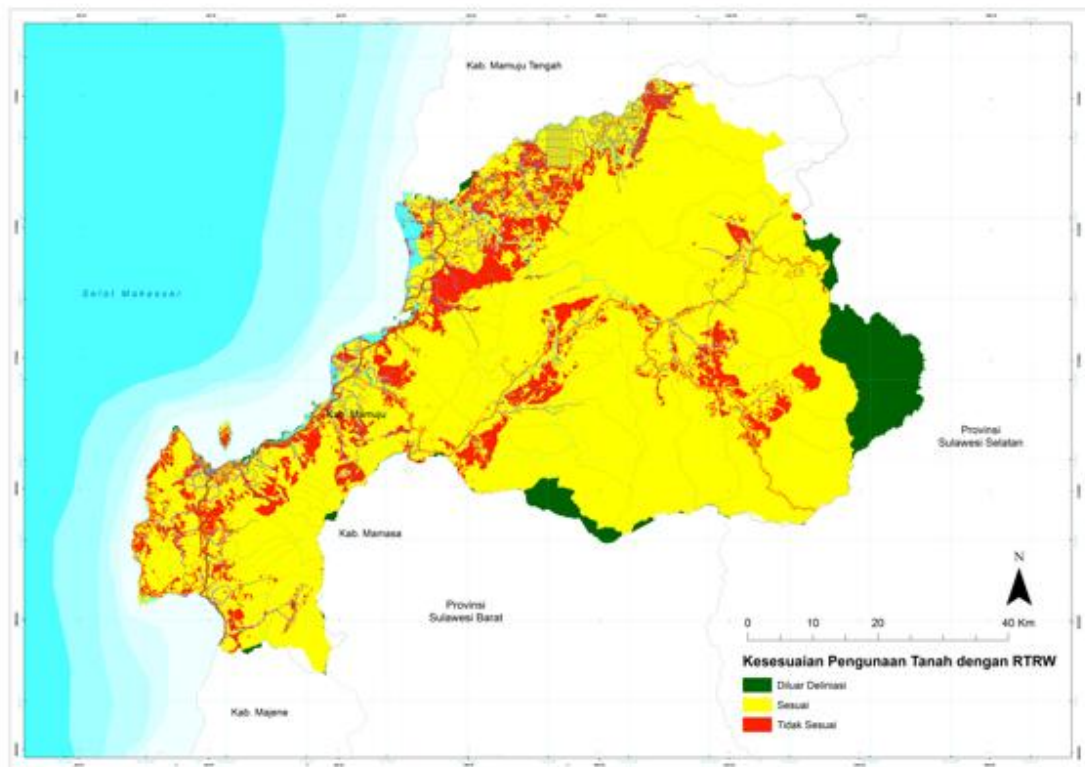 Kab. Mamuju Tengah
Selat Makassar
Kab. Mamuju
Provinsi
Sulawesi Selatan
Kab. Mamasa
Provinsi
Sulawesi Barat
Kab. Majene
N
0 10 20 40 Km
Kesesuaian Pengunaan Tanah dengan RTRW
Diluar Deliniasi
Sesuai
Tidak Sesuai